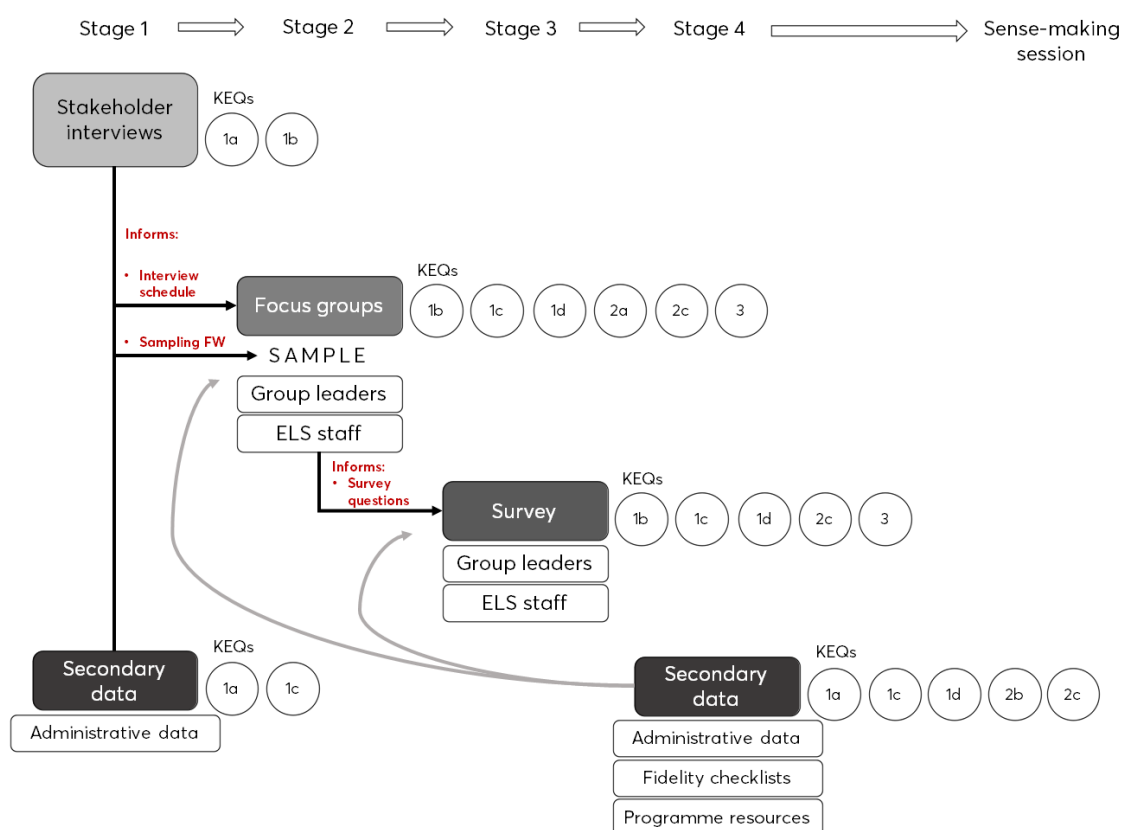 Stage 1
Stage 2
Stage 3
Stage 4
Sense-making
session
Stakeholder
interviews
KEQs
1a
1b
Informs:
• Interview
schedule
• Sampling FW
Focus groups
KEQs
1b
1c
1d
2a
2c
3
SAMPLE
Group leaders
ELS staff
Informs:
• Survey
questions
Survey
KEQs
1b
1c
1d
2c
3
Group leaders
ELS staff
Secondary
data
KEQs
1a
1c
Administrative data
Secondary
data
KEQs
1a
1c
1d
2b
2c
Administrative data
Fidelity checklists
Programme resources